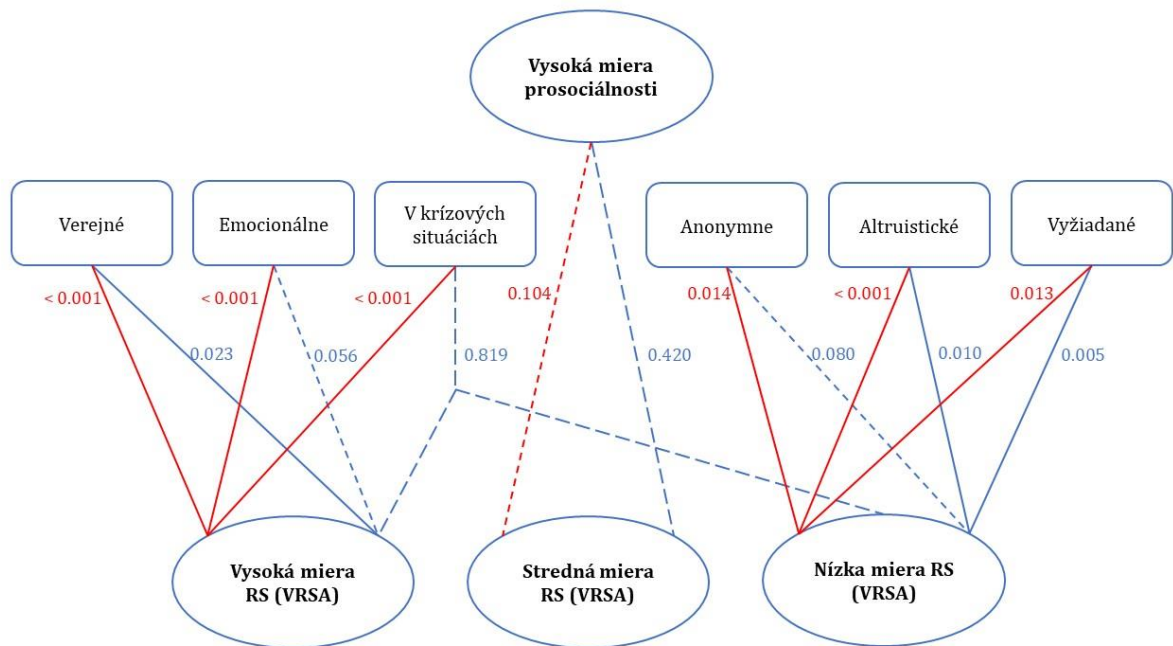 Vysoká miera
prosociálnosti
Verejné
Emocionálne
V krízových
situáciách
Anonymne
Altruistické
Vyžiadané
< 0.001
< 0.001
< 0.001
0.104
0.014
< 0.001
0.013
0.023
0.056
0.819
0.420
0.080
0.010
0.005
Vysoká miera
RS (VRSA)
Stredná miera
RS (VRSA)
Nízka miera RS
(VRSA)